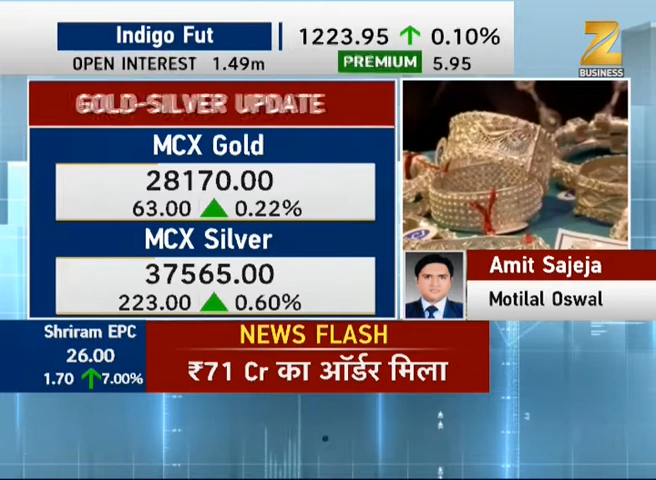 Indigo Fut
1223.95 0.10%
OPEN INTEREST 1.49m
PREMIUM 5.95
Z
BUSINESS
GOLD-SILVER UPDATE
MCX Gold
28170.00
63.00 0.22%
MCX Silver
37565.00
223.00 0.60%
Amit Sajeja
Motilal Oswal
Shriram EPC
26.00
1.70 7.00%
NEWS FLASH
₹71 Cr का ऑर्डर मिला